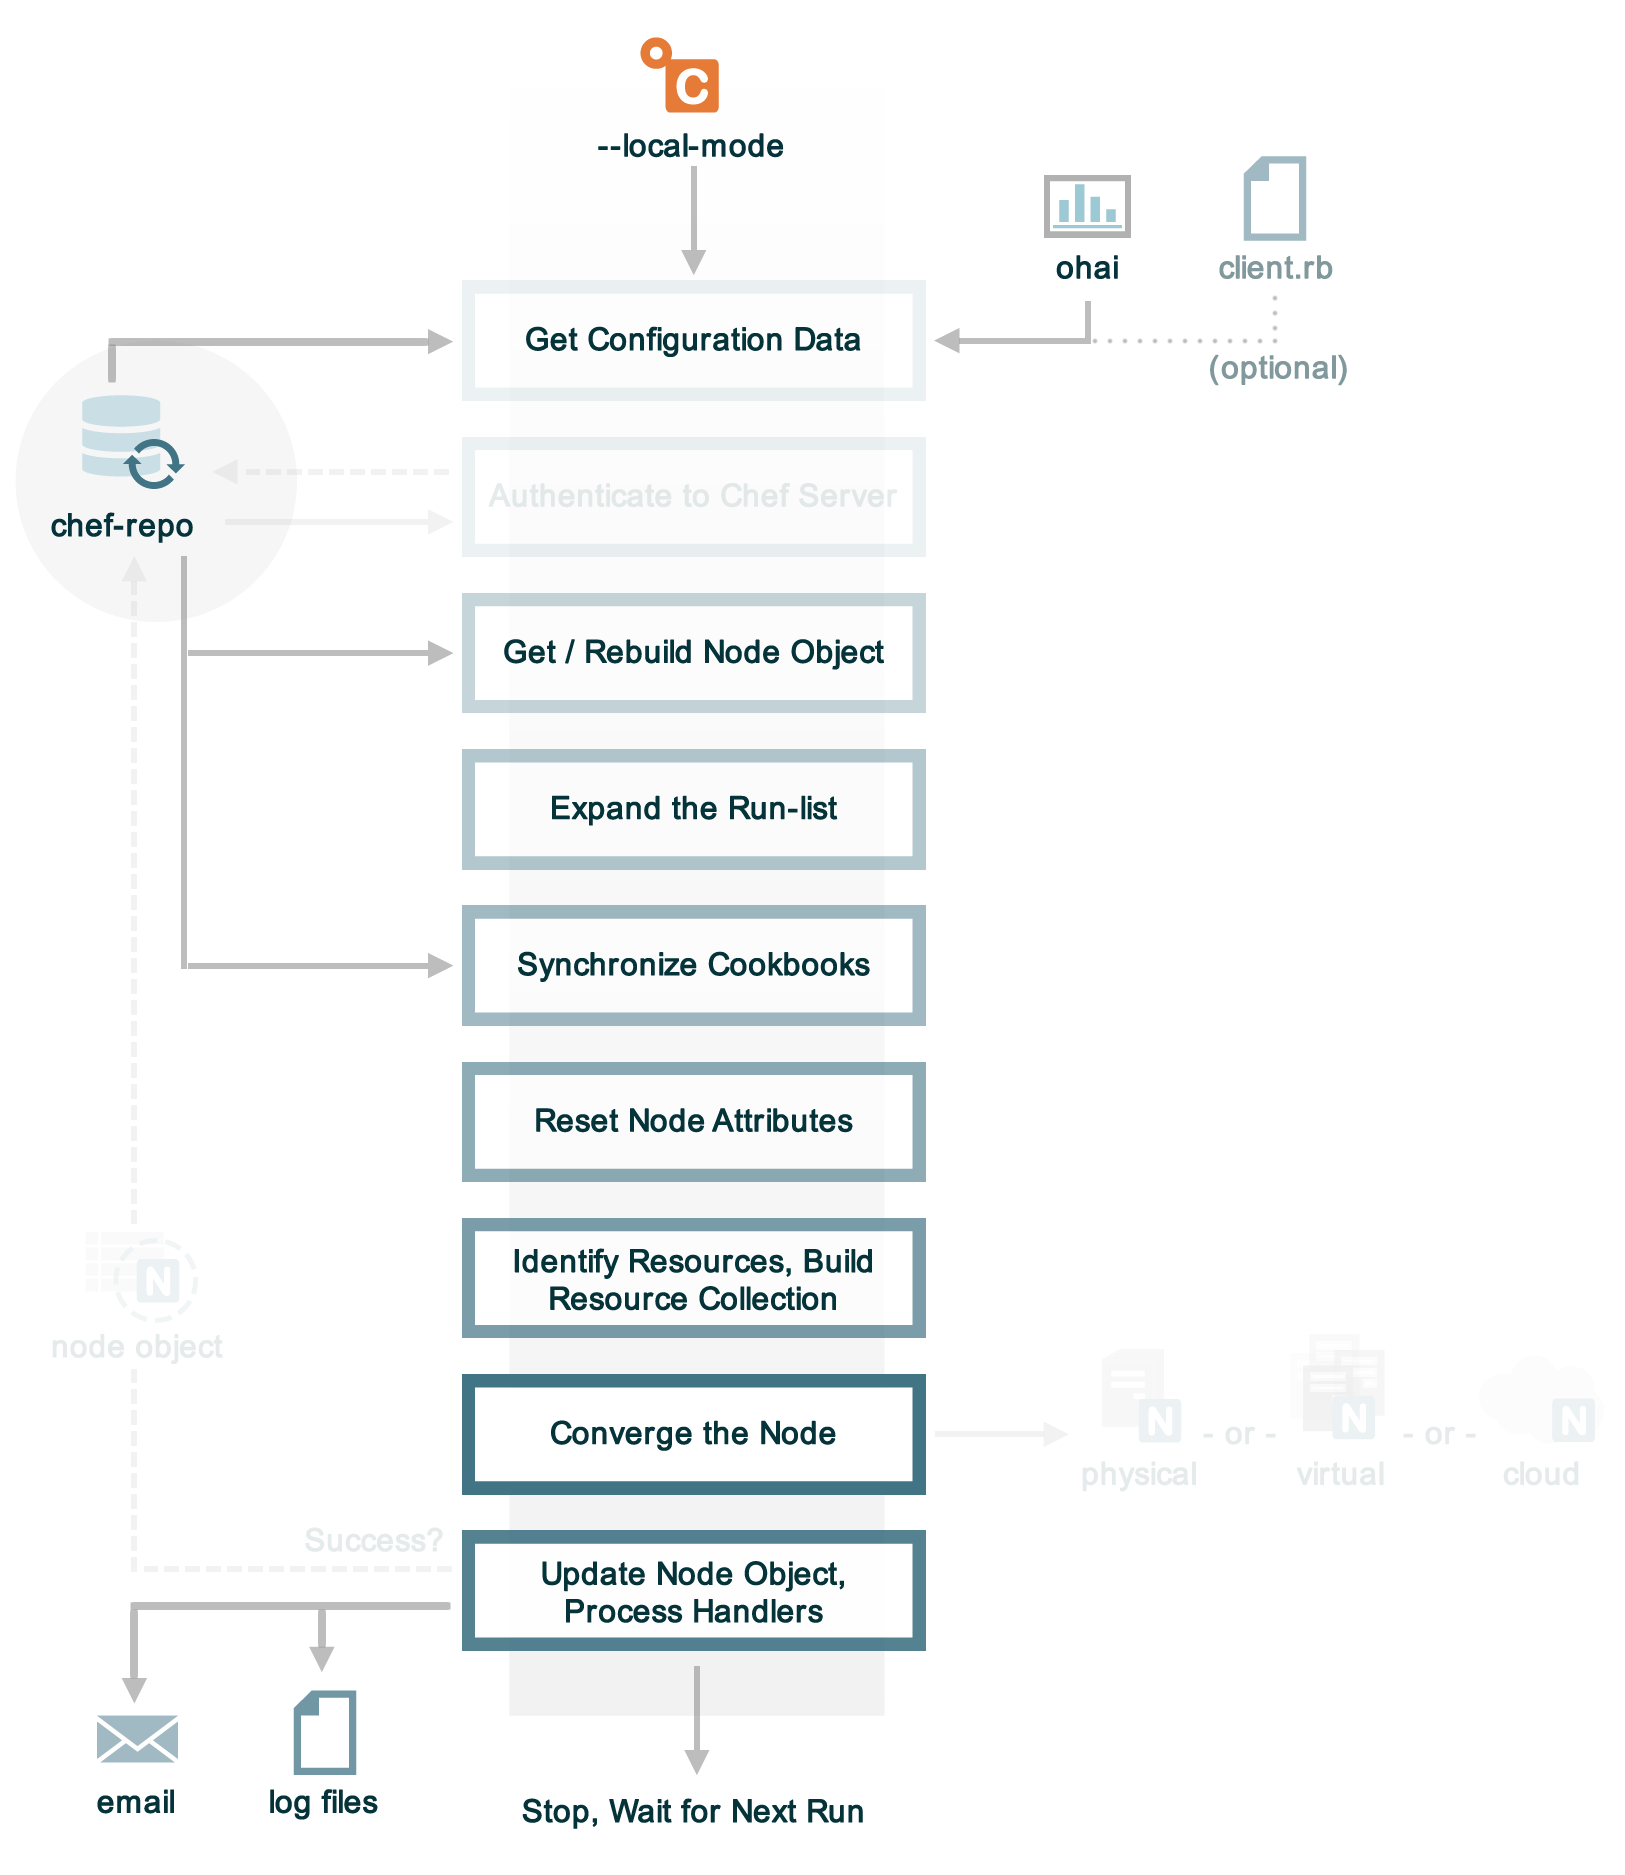 C
--local-mode
ohai
client.rb
(optional)
Get Configuration Data
Authenticate to Chef Server
chef-repo
Get / Rebuild Node Object
Expand the Run-list
Synchronize Cookbooks
Reset Node Attributes
Identify Resources, Build
Resource Collection
N
node object
Converge the Node
N
N
N
- or -
- or -
physical
virtual
cloud
Success?
Update Node Object,
Process Handlers
email
log files
Stop, Wait for Next Run